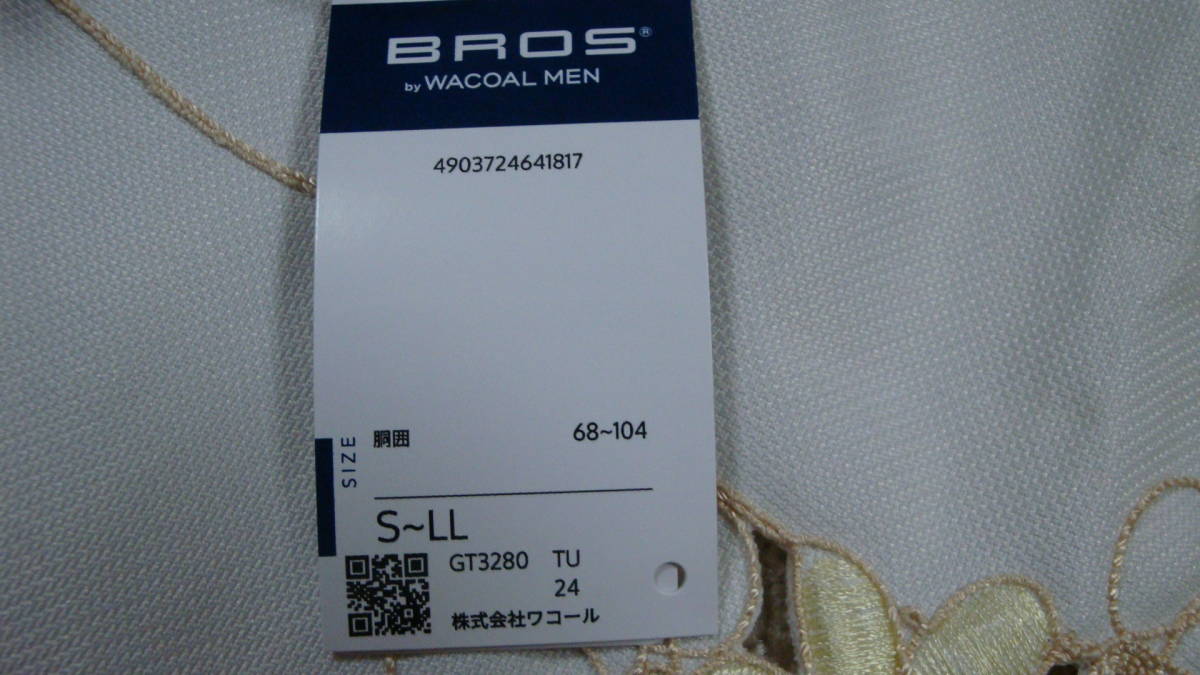 BROS®
by WACOAL MEN
4903724641817
SIZE
胴囲 68~104
S~LL
GT3280 TU
24
株式会社ワコール